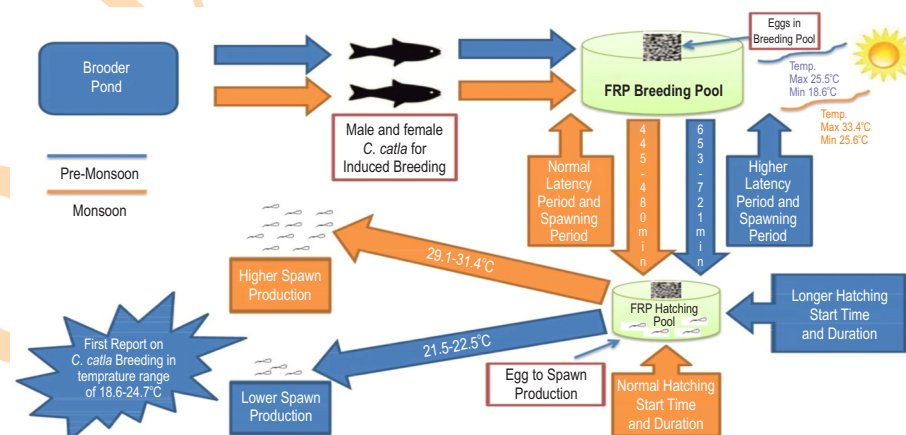 Brooder
Pond
Pre-Monsoon
Monsoon
Male and female
C. catla for
Induced Breeding
Eggs in
Breeding Pool
FRP Breeding Pool
Temp.
Max 25.5°C
Min 18.6°C
Temp.
Max 33.4°C
Min 25.6°C
Normal
Latency
Period and
Spawning
Period
445-480min
653-721min
Higher
Latency
Period and
Spawning
Period
29.1-31.4°C
Higher Spawn
Production
FRP Hatching
Pool
Longer Hatching
Start Time
and Duration
First Report on
C. catla Breeding in
temprature range
of 18.6-24.7°C
21.5-22.5°C
Lower Spawn
Production
Egg to Spawn
Production
Normal Hatching
Start Time
and Duration